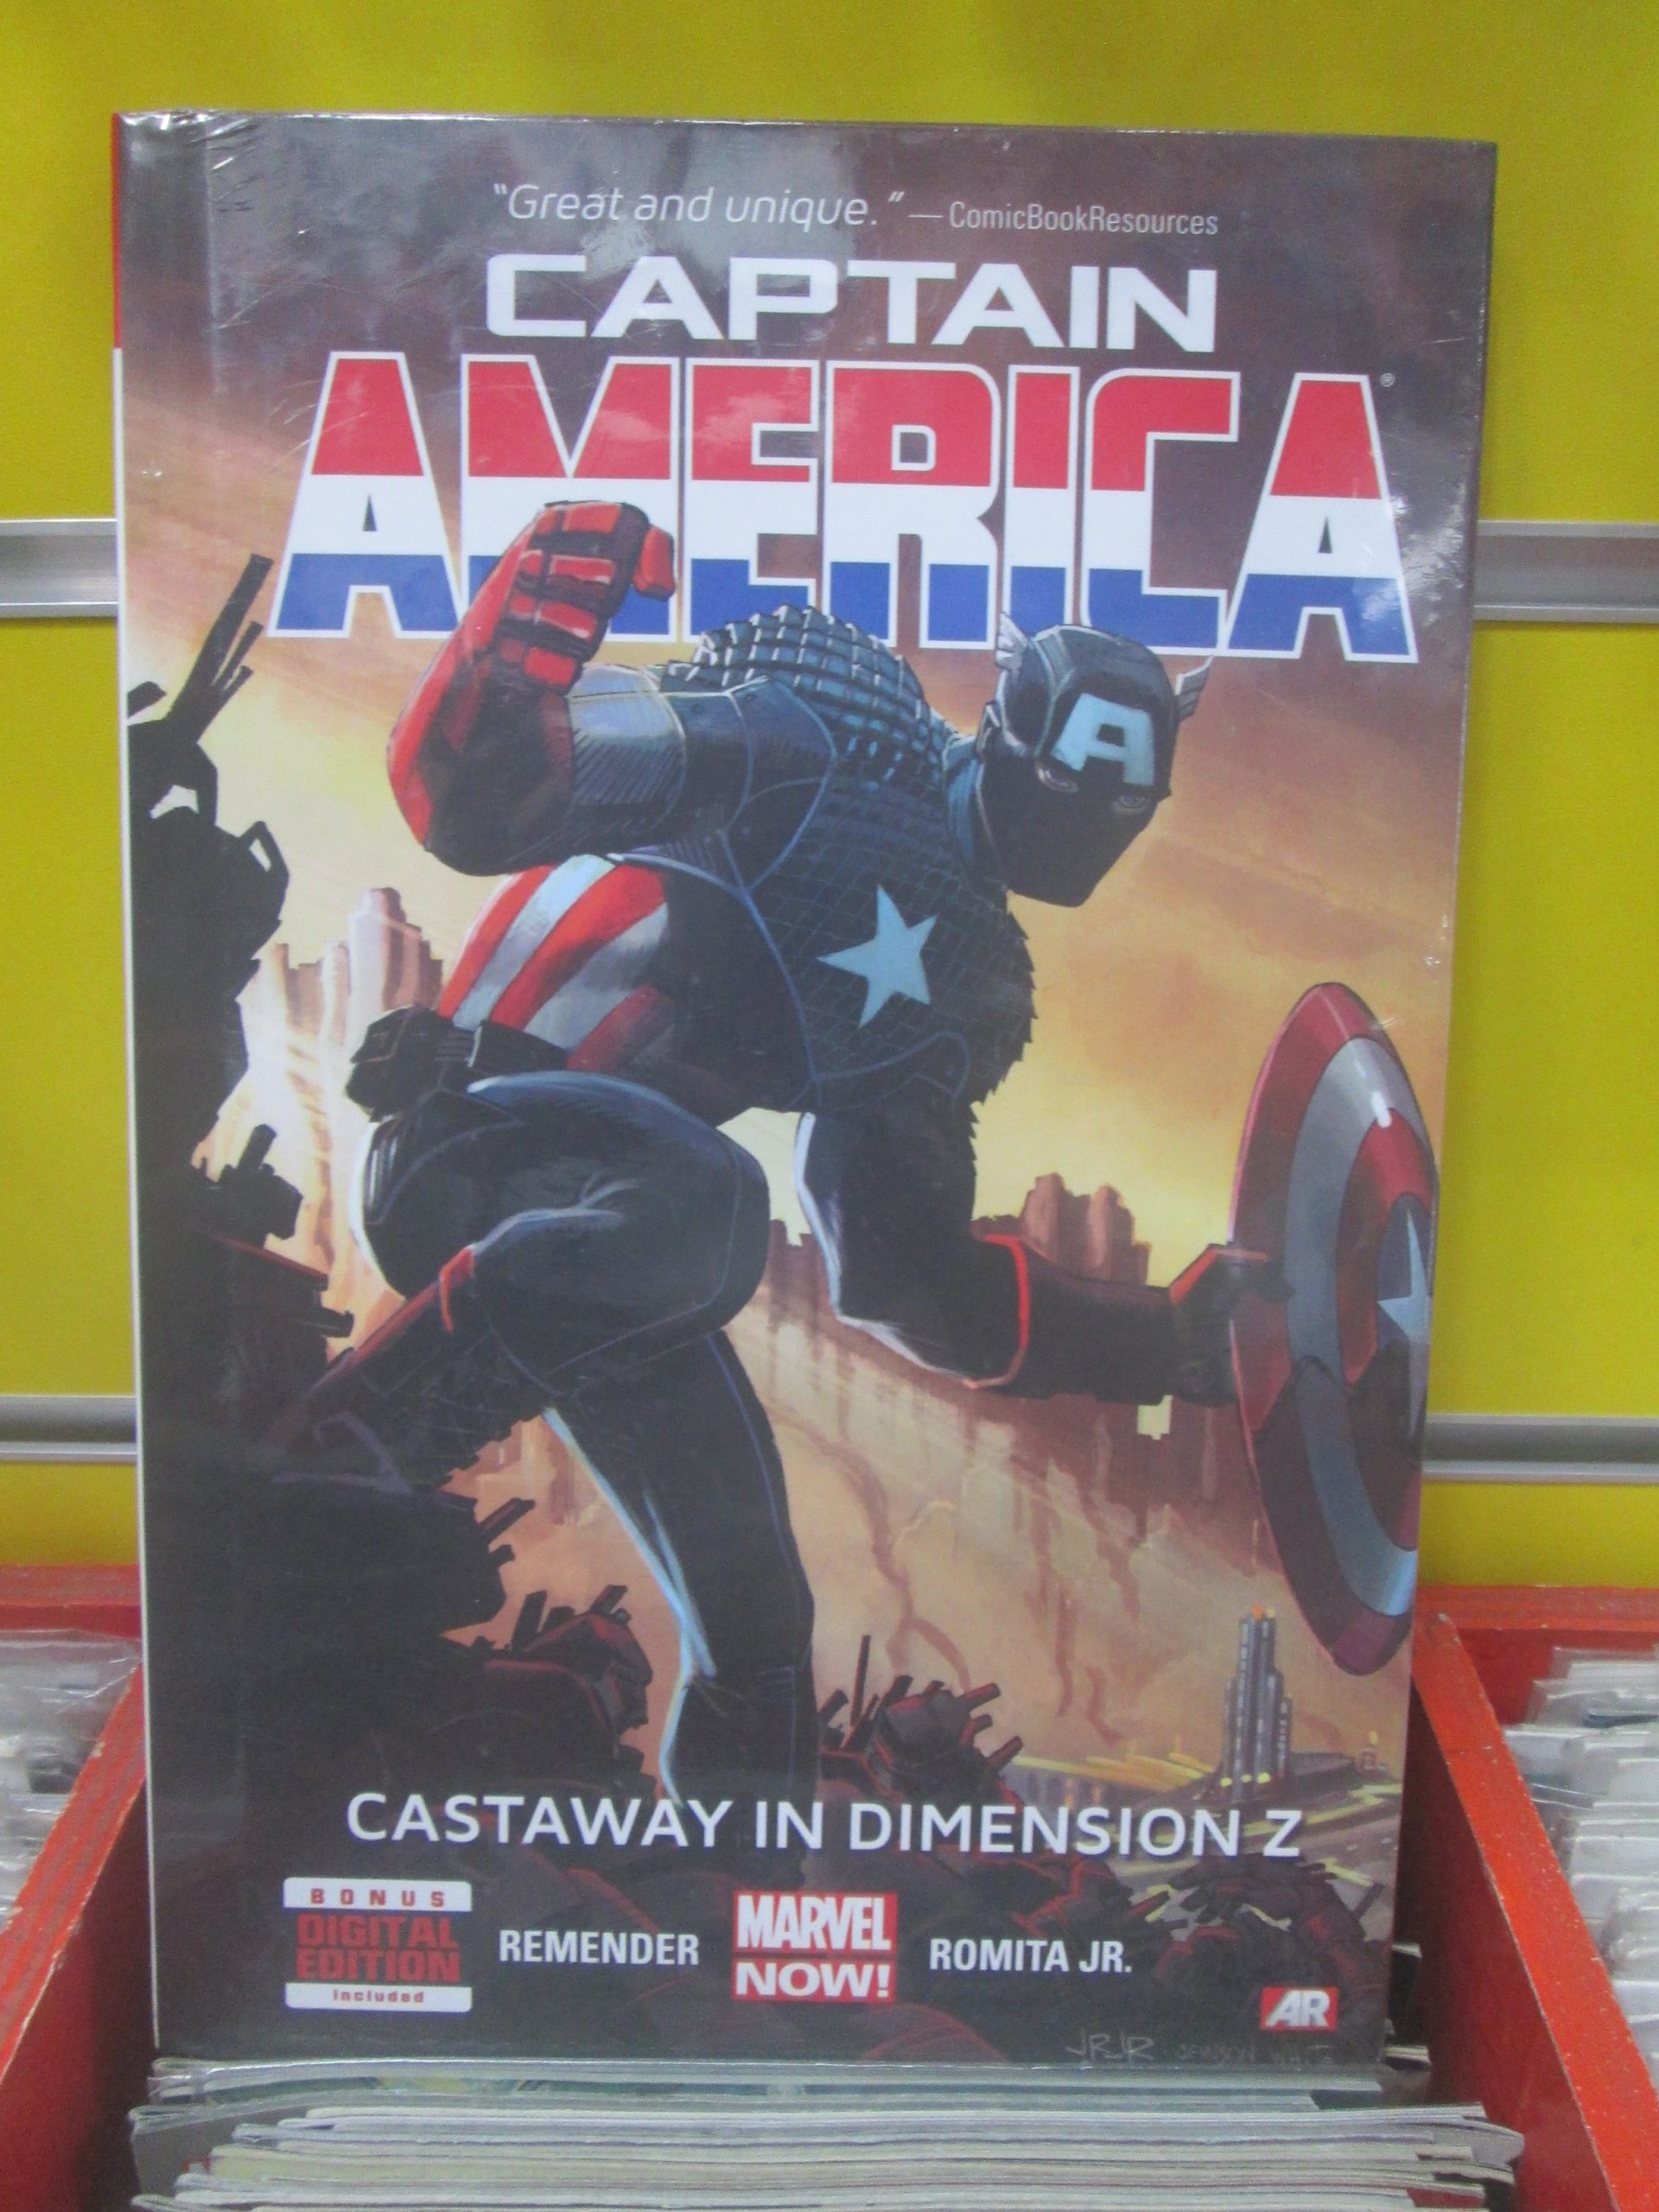 "Great and unique." — ComicBookResources
CAPTAIN
AMERICA®
A
CASTAWAY IN DIMENSION Z
BONUS
DIGITAL
EDITION
included
REMENDER
MARVEL
NOW!
ROMITA JR.
AR
JRJR